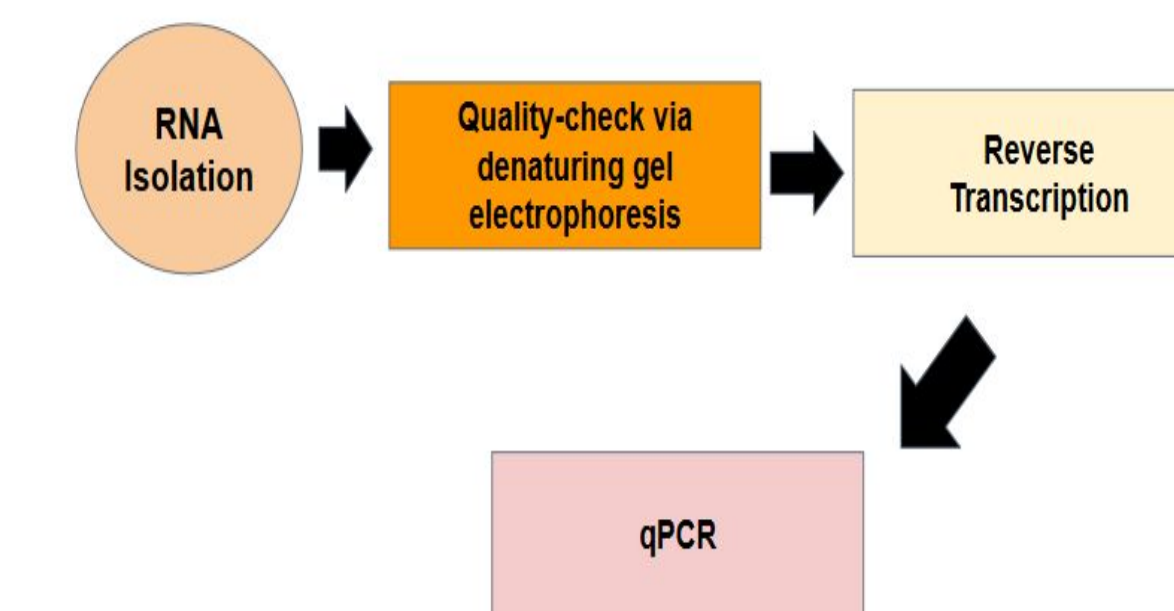 RNA
Isolation
Quality-check via
denaturing gel
electrophoresis
Reverse
Transcription
qPCR